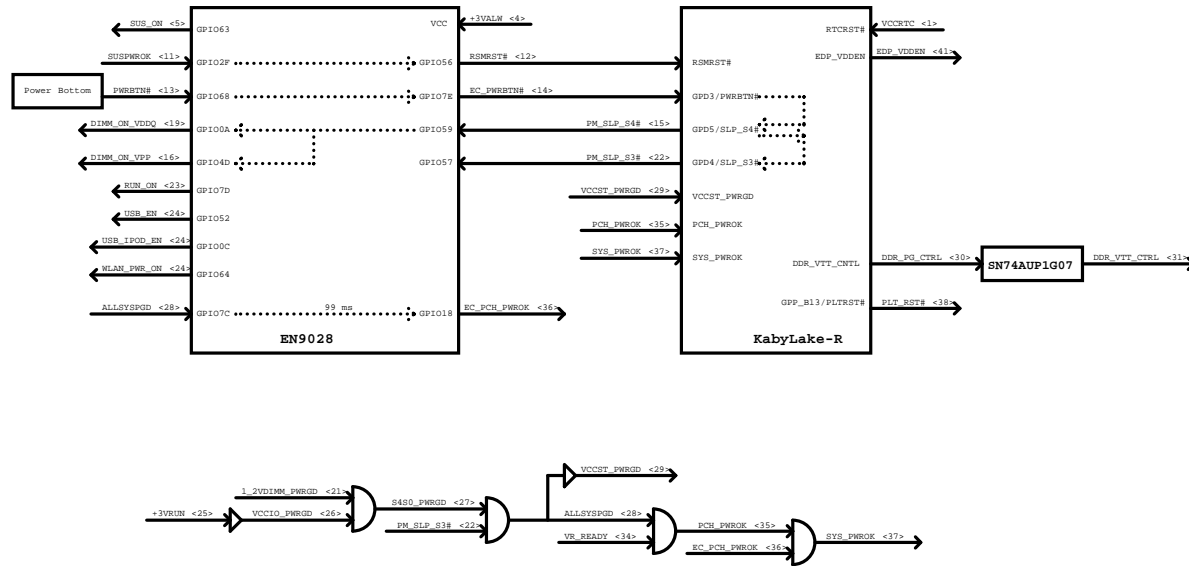 SUS_ON <5>
GPIO63
VCC
+3VALW <4>
RTCRST#
VCCRTC <1>
EDP_VDDEN
EDP_VDDEN <41>
SUSPWROK <11>
GPIO2F
GPIO56
RSMRST# <12>
RSMRST#
Power Bottom
PWRBTN# <13>
GPIO68
GPIO7E
EC_PWRBTN# <14>
GPD3/PWRBTN#
DIMM_ON_VDDQ <19>
GPIO0A
GPIO59
PM_SLP_S4# <15>
GPD5/SLP_S4#
DIMM_ON_VPP <16>
GPIO4D
GPIO57
PM_SLP_S3# <22>
GPD4/SLP_S3#
RUN_ON <23>
GPIO7D
VCCST_PWRGD <29>
VCCST_PWRGD
USB_EN <24>
GPIO52
PCH_PWROK <35>
PCH_PWROK
USB_IPOD_EN <24>
GPIO0C
SYS_PWROK <37>
SYS_PWROK
WLAN_PWR_ON <24>
GPIO64
DDR_VTT_CNTL
DDR_PG_CTRL <30>
SN74AUP1G07
DDR_VTT_CTRL <31>
ALLSYSPGD <28>
GPIO7C
99 ms
GPIO18
EC_PCH_PWROK <36>
GPP_B13/PLTRST#
PLT_RST# <38>
EN9028
KabyLake-R
VCCST_PWRGD <29>
1_2VDIMM_PWRGD <21>
S4S0_PWRGD <27>
+3VRUN <25>
VCCIO_PWRGD <26>
ALLSYSPGD <28>
PM_SLP_S3# <22>
PCH_PWROK <35>
VR_READY <34>
SYS_PWROK <37>
EC_PCH_PWROK <36>